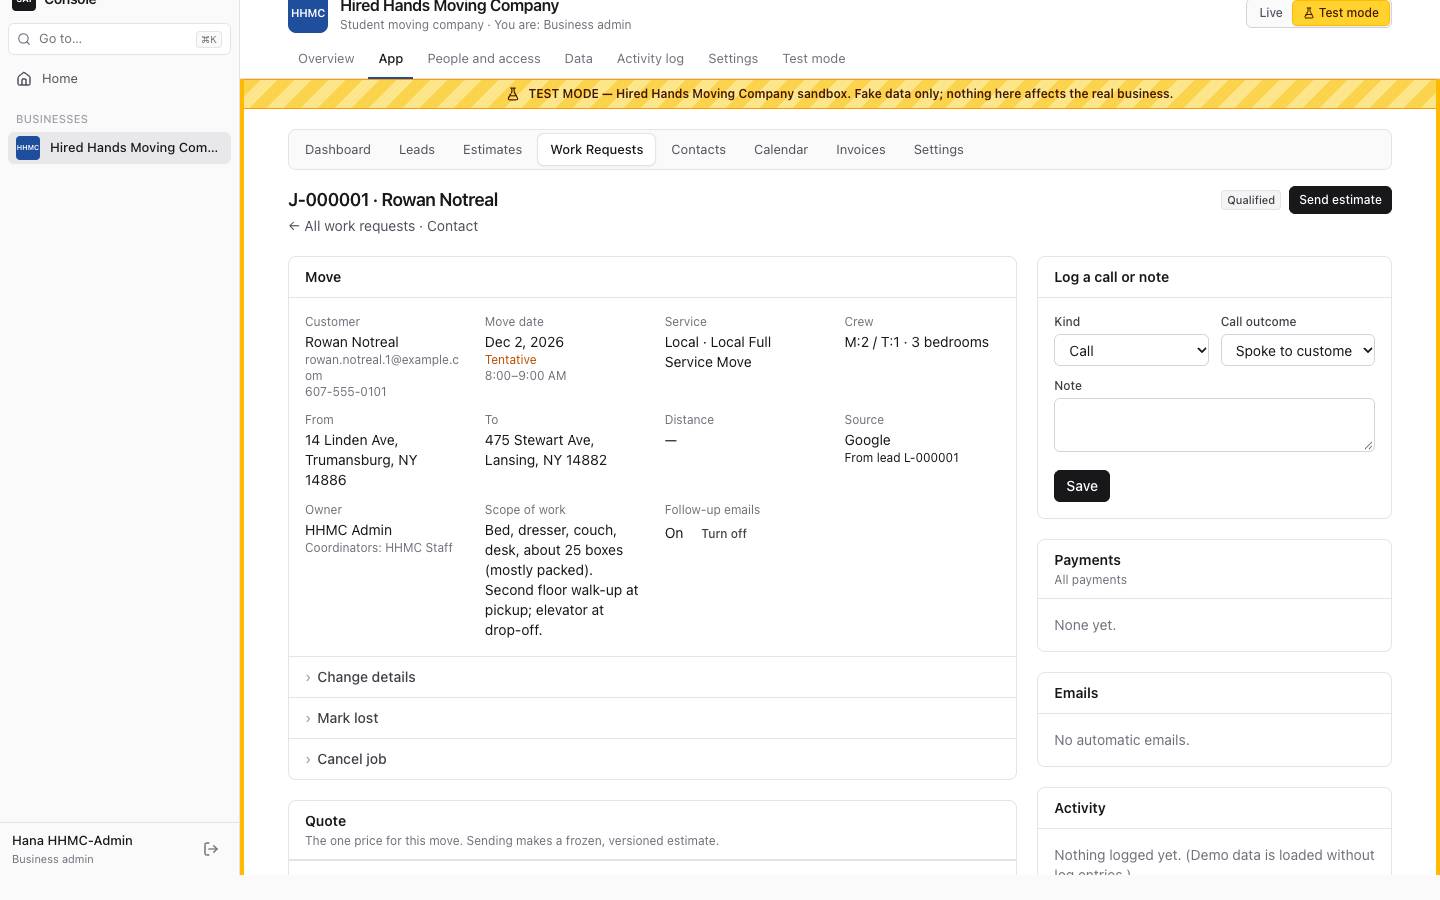 Console
Go to...
⌘K
Home
BUSINESSES
HHMC
Hired Hands Moving Com...
Hana HHMC-Admin
Business admin
HHMC
Hired Hands Moving Company
Student moving company · You are: Business admin
Live
Test mode
Overview
App
People and access
Data
Activity log
Settings
Test mode
TEST MODE — Hired Hands Moving Company sandbox. Fake data only; nothing here affects the real business.
Dashboard
Leads
Estimates
Work Requests
Contacts
Calendar
Invoices
Settings
J-000001 · Rowan Notreal
Qualified
Send estimate
← All work requests · Contact
Move
Customer
Rowan Notreal
rowan.notreal.1@example.c
om
607-555-0101
Move date
Dec 2, 2026
Tentative
8:00–9:00 AM
Service
Local · Local Full
Service Move
Crew
M:2 / T:1 · 3 bedrooms
From
14 Linden Ave,
Trumansburg, NY
14886
To
475 Stewart Ave,
Lansing, NY 14882
Distance
—
Source
Google
From lead L-000001
Owner
HHMC Admin
Coordinators: HHMC Staff
Scope of work
Bed, dresser, couch,
desk, about 25 boxes
(mostly packed).
Second floor walk-up at
pickup; elevator at
drop-off.
Follow-up emails
On
Turn off
› Change details
› Mark lost
› Cancel job
Quote
The one price for this move. Sending makes a frozen, versioned estimate.
Log a call or note
Kind
Call
Call outcome
Spoke to custome
Note
Save
Payments
All payments
None yet.
Emails
No automatic emails.
Activity
Nothing logged yet. (Demo data is loaded without
log entries.)